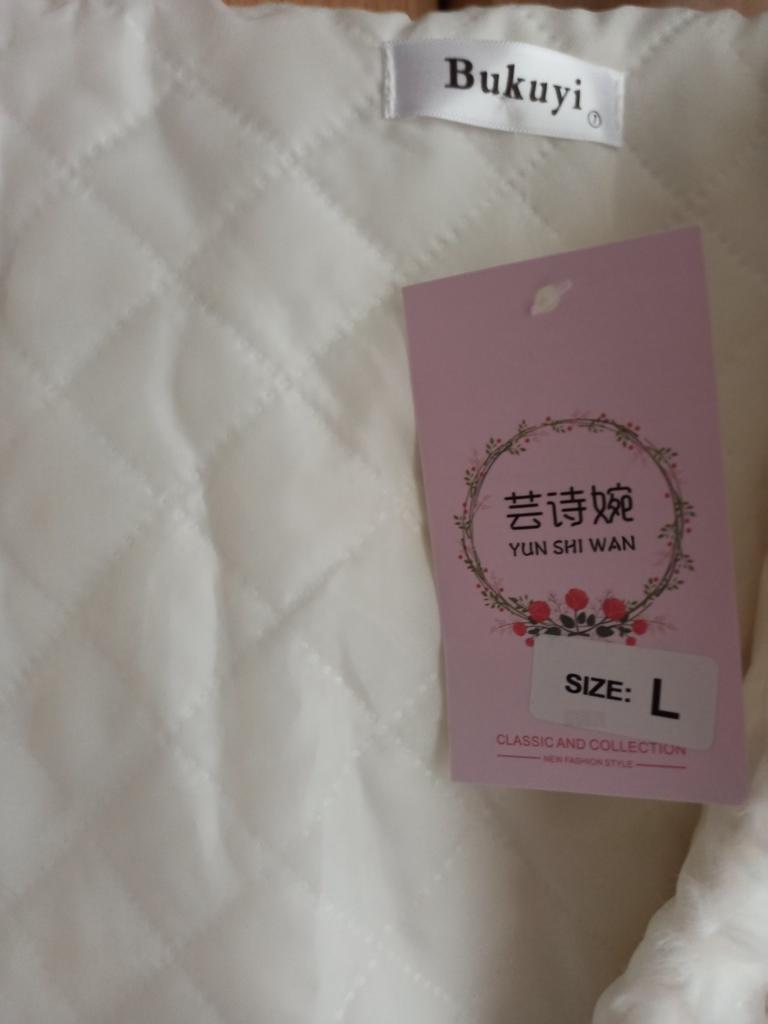 Bukuyi
芸诗婉
YUN SHI WAN
SIZE: L
CLASSIC AND COLLECTION
NEW FASHION STYLE